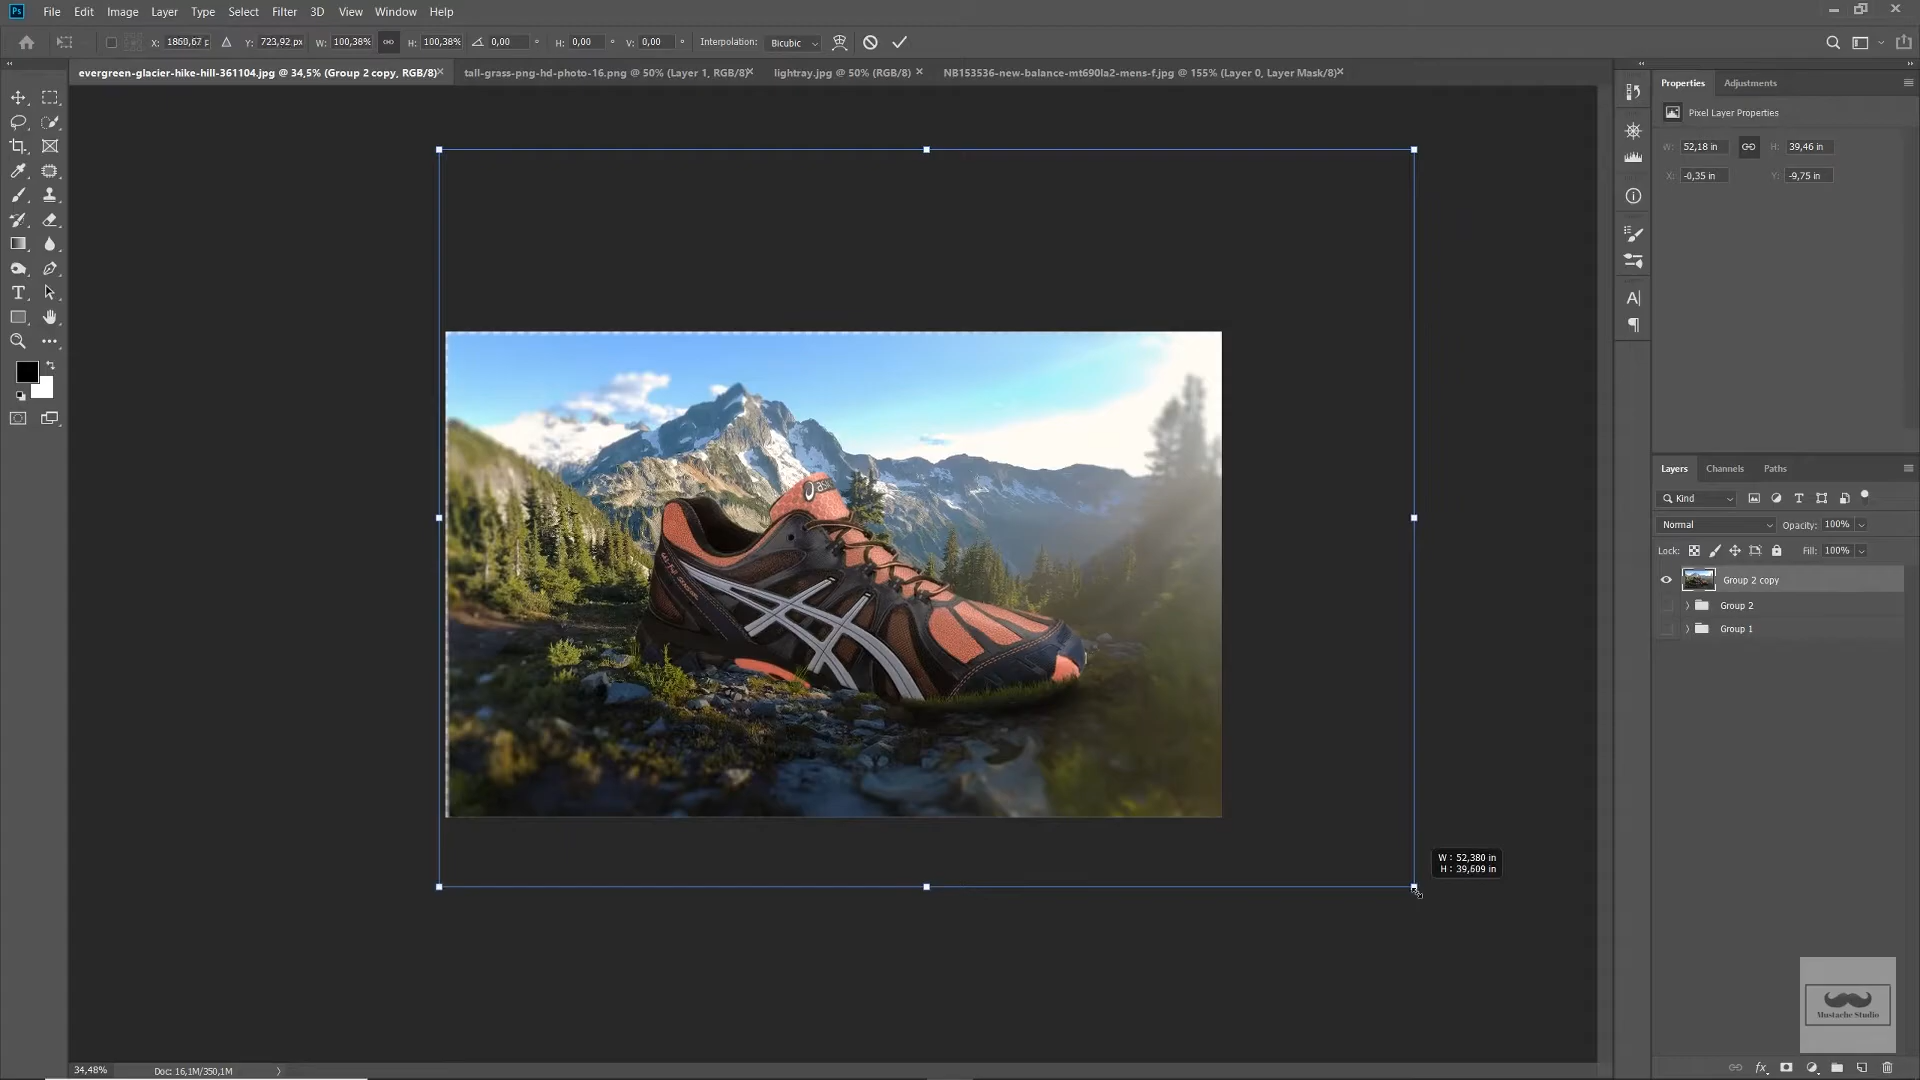 Ps File Edit Image Layer Type Select Filter 3D View Window Help
X: 1860,67 p Y: 723,92 px W: 100,38% H: 100,38% 0,00 ° H: 0,00 ° V: 0,00 ° Interpolation: Bicubic
evergreen-glacier-hike-hill-361104.jpg @ 34,5% (Group 2 copy, RGB/8) × tall-grass-png-hd-photo-16.png @ 50% (Layer 1, RGB/8) × lightray.jpg @ 50% (RGB/8) × NB153536-new-balance-mt690la2-mens-f.jpg @ 155% (Layer 0, Layer Mask/8) ×
Properties Adjustments
Pixel Layer Properties
W: 52,18 in H: 39,46 in
X: -0,35 in Y: -9,75 in
Layers Channels Paths
Kind
Normal Opacity: 100%
Lock: Fill: 100%
Group 2 copy
Group 2
Group 1
W : 52,380 in
H : 39,609 in
Mustache Studio
fx
34,48% Doc: 16,1M/350,1M